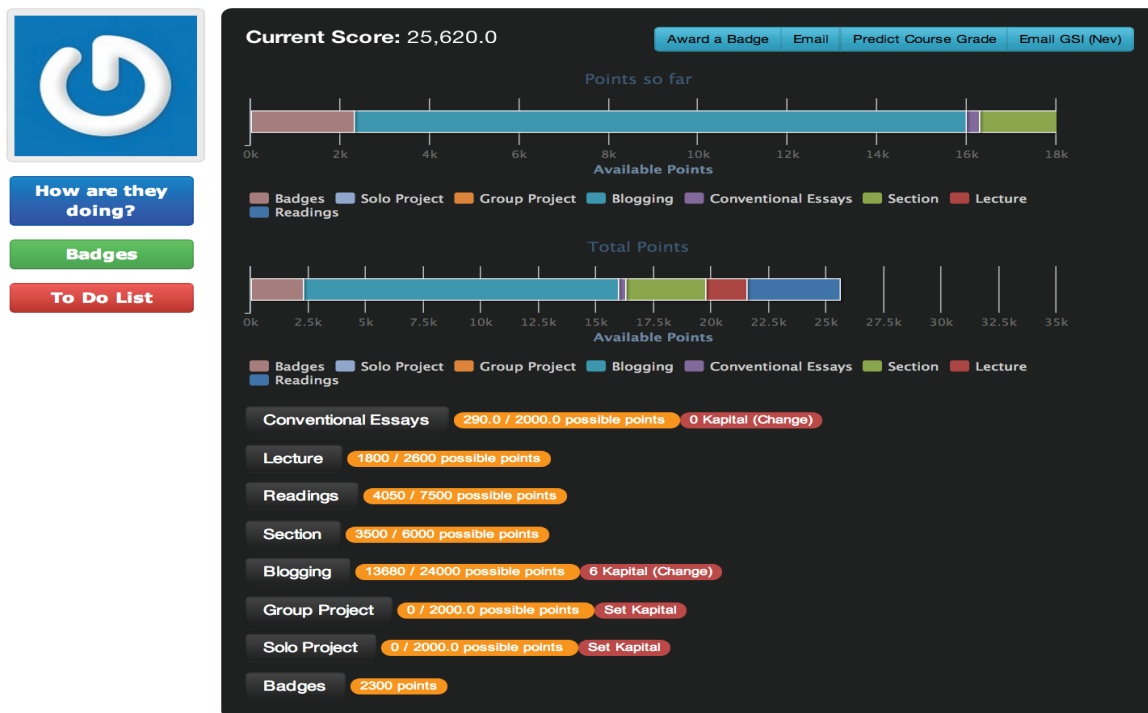 Current Score: 25,620.0
Award a Badge Email Predict Course Grade Email GSI (Nev)
Points so far
0k 2k 4k 6k 8k 10k 12k 14k 16k 18k
Available Points
Badges Solo Project Group Project Blogging Conventional Essays Section Lecture
Readings
How are they
doing?
Badges
To Do List
Total Points
0k 2.5k 5k 7.5k 10k 12.5k 15k 17.5k 20k 22.5k 25k 27.5k 30k 32.5k 35k
Available Points
Badges Solo Project Group Project Blogging Conventional Essays Section Lecture
Readings
Conventional Essays 290.0 / 2000.0 possible points 0 Kapital (Change)
Lecture 1800 / 2600 possible points
Readings 4050 / 7500 possible points
Section 3500 / 6000 possible points
Blogging 13680 / 24000 possible points 6 Kapital (Change)
Group Project 0 / 2000.0 possible points Set Kapital
Solo Project 0 / 2000.0 possible points Set Kapital
Badges 2300 points